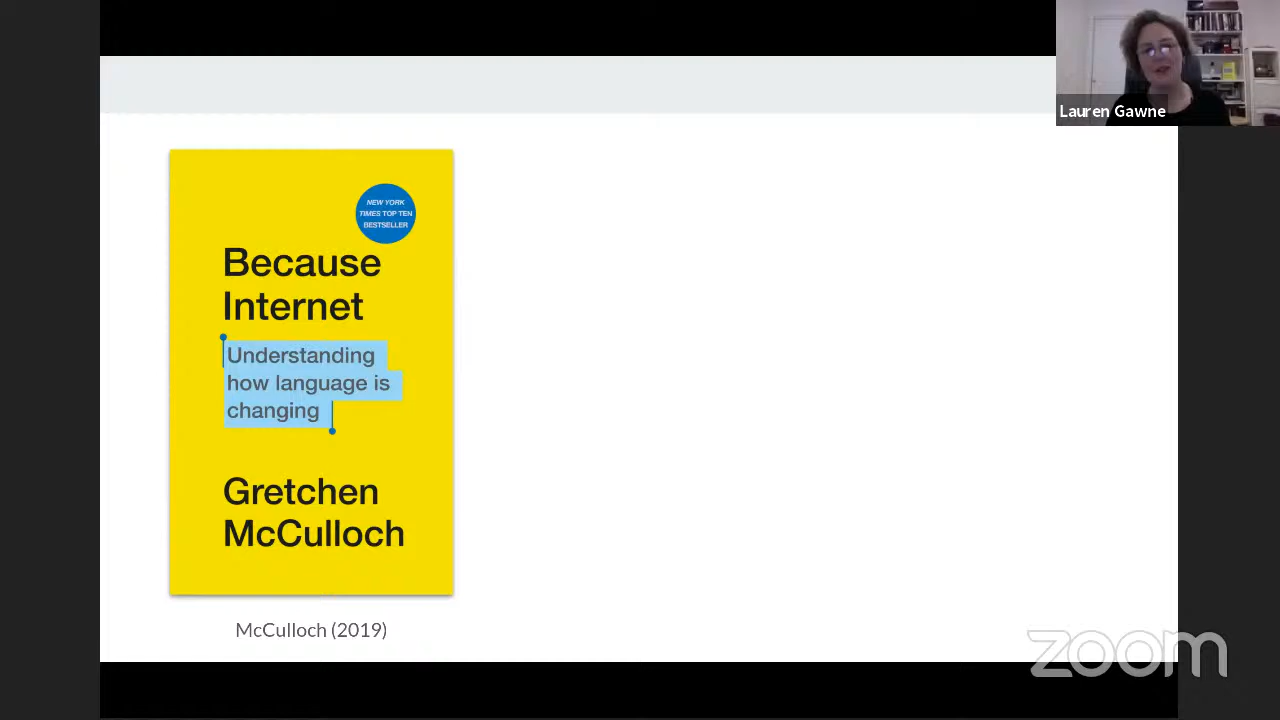 Lauren Gawne
NEW YORK
TIMES TOP TEN
BESTSELLER
Because
Internet
Understanding
how language is
changing
Gretchen
McCulloch
McCulloch (2019)
zoom